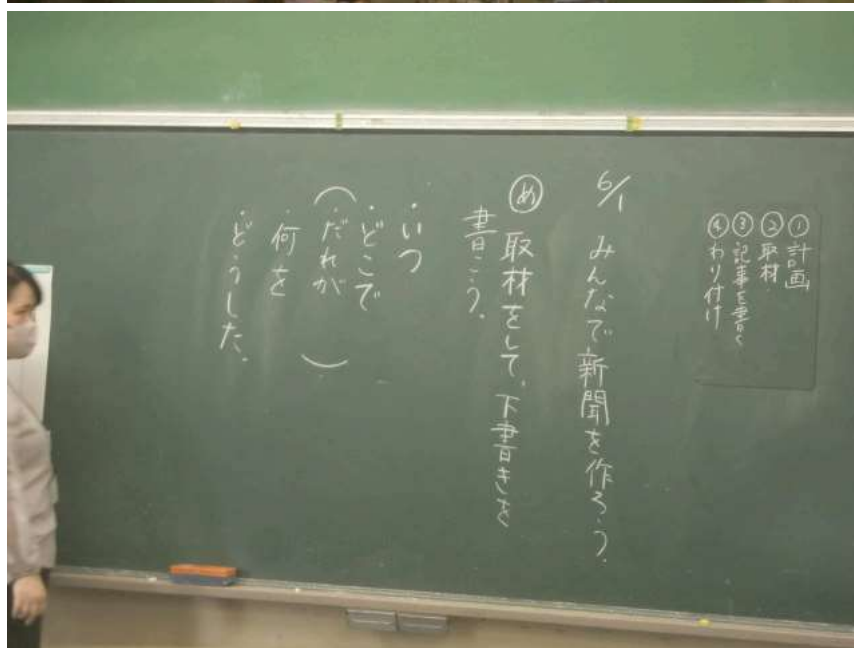 ①計画
②取材
③記事を書く
④わり付け
6/1 みんなで新聞を作ろう。
め 取材をして、下書きを
書こう。
・いつ
・どこで
(・だれが )
・何を
・どうした。